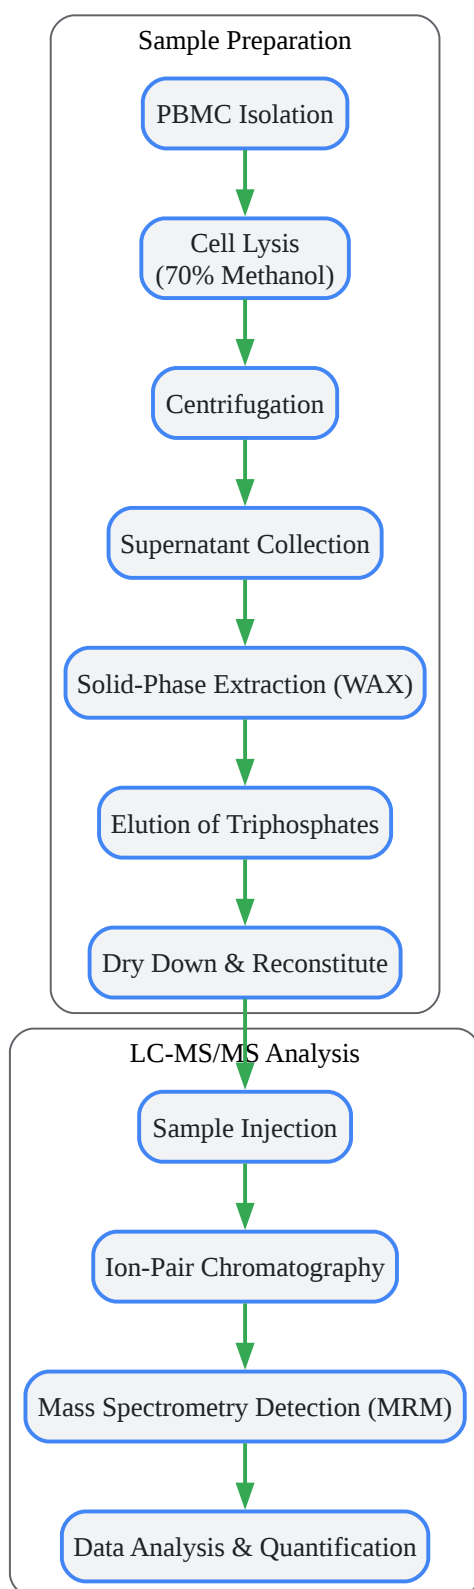 Sample Preparation
PBMC Isolation
Cell Lysis
(70% Methanol)
Centrifugation
Supernatant Collection
Solid-Phase Extraction (WAX)
Elution of Triphosphates
Dry Down & Reconstitute
LC-MS/MS Analysis
Sample Injection
Ion-Pair Chromatography
Mass Spectrometry Detection (MRM)
Data Analysis & Quantification